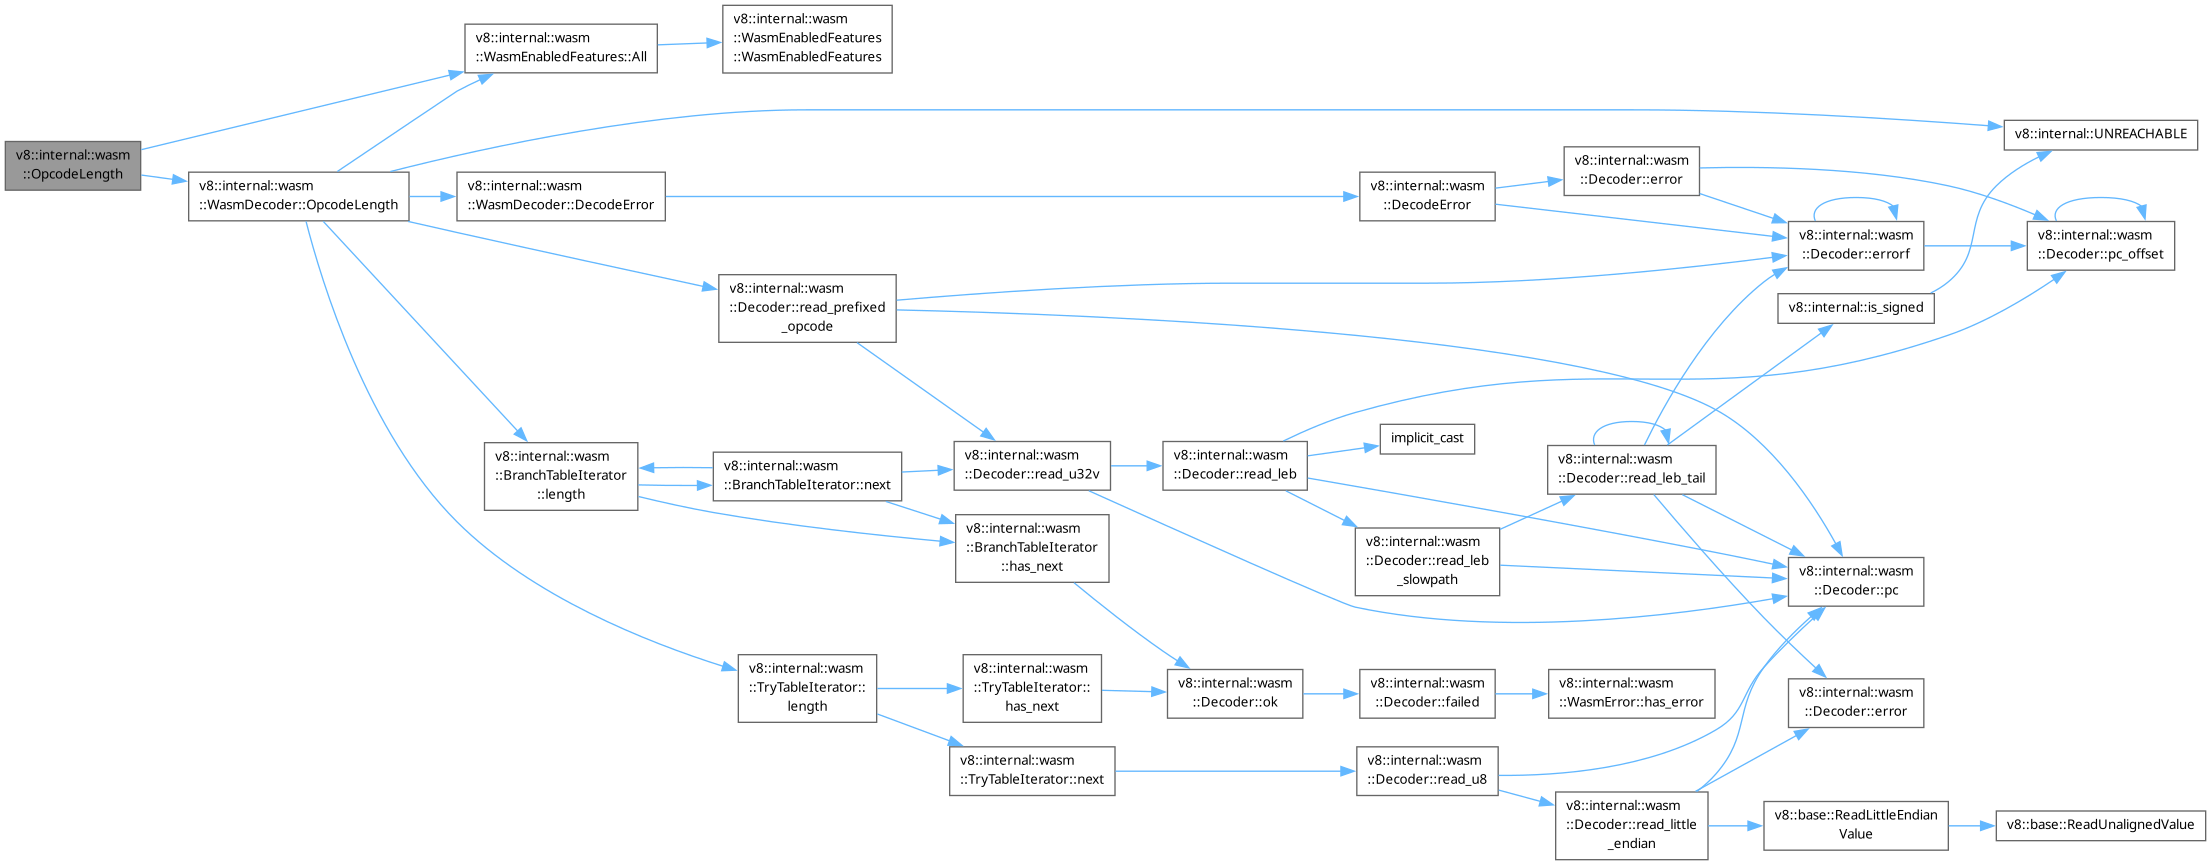 v8::internal::wasm
::OpcodeLength
v8::internal::wasm
::WasmEnabledFeatures::All
v8::internal::wasm
::WasmEnabledFeatures
::WasmEnabledFeatures
v8::internal::wasm
::WasmDecoder::OpcodeLength
v8::internal::wasm
::WasmDecoder::DecodeError
v8::internal::wasm
::DecodeError
v8::internal::wasm
::Decoder::error
v8::internal::UNREACHABLE
v8::internal::wasm
::Decoder::errorf
v8::internal::wasm
::Decoder::pc_offset
v8::internal::wasm
::Decoder::read_prefixed
_opcode
v8::internal::is_signed
v8::internal::wasm
::BranchTableIterator
::length
v8::internal::wasm
::BranchTableIterator::next
v8::internal::wasm
::Decoder::read_u32v
v8::internal::wasm
::Decoder::read_leb
implicit_cast
v8::internal::wasm
::Decoder::read_leb_tail
v8::internal::wasm
::BranchTableIterator
::has_next
v8::internal::wasm
::Decoder::read_leb
_slowpath
v8::internal::wasm
::Decoder::pc
v8::internal::wasm
::TryTableIterator::
length
v8::internal::wasm
::TryTableIterator::
has_next
v8::internal::wasm
::Decoder::ok
v8::internal::wasm
::Decoder::failed
v8::internal::wasm
::WasmError::has_error
v8::internal::wasm
::Decoder::error
v8::internal::wasm
::TryTableIterator::next
v8::internal::wasm
::Decoder::read_u8
v8::internal::wasm
::Decoder::read_little
_endian
v8::base::ReadLittleEndian
Value
v8::base::ReadUnalignedValue